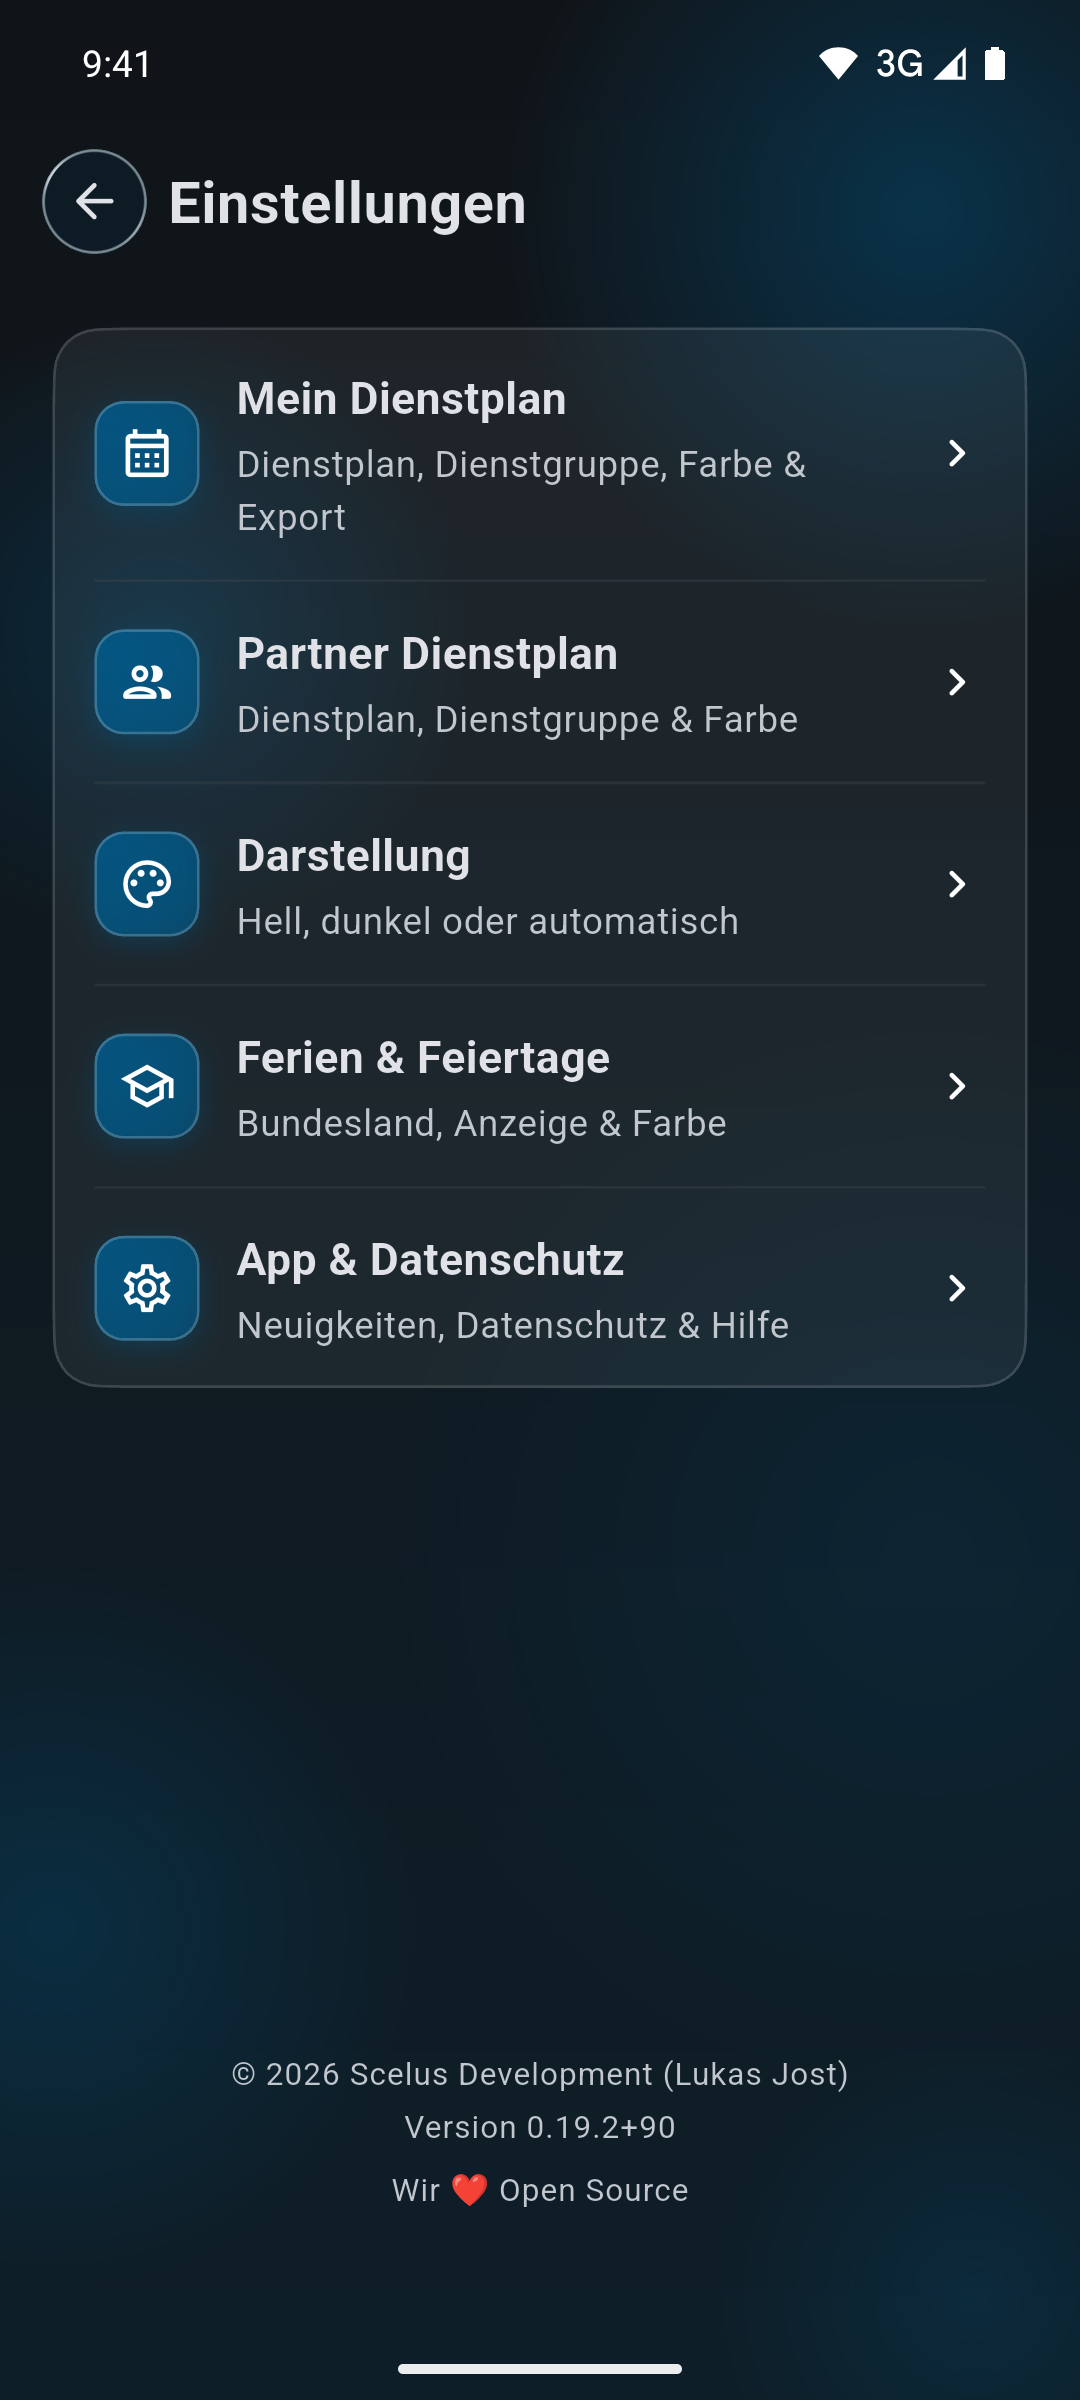 9:41
3G
Einstellungen
Mein Dienstplan
Dienstplan, Dienstgruppe, Farbe &
Export
Partner Dienstplan
Dienstplan, Dienstgruppe & Farbe
Darstellung
Hell, dunkel oder automatisch
Ferien & Feiertage
Bundesland, Anzeige & Farbe
App & Datenschutz
Neuigkeiten, Datenschutz & Hilfe
© 2026 Scelus Development (Lukas Jost)
Version 0.19.2+90
Wir ❤️ Open Source